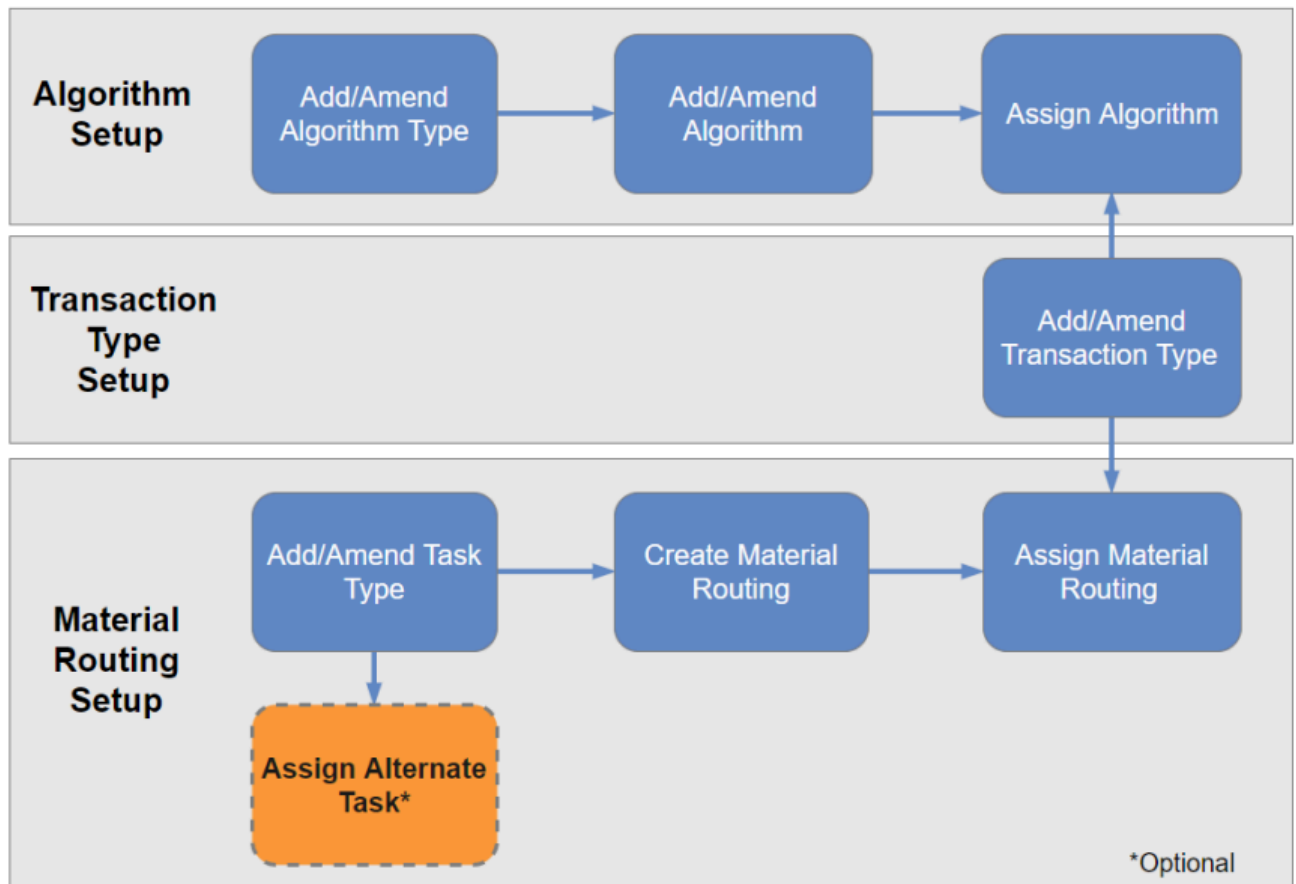 Algorithm
Setup
Add/Amend
Algorithm Type
Add/Amend
Algorithm
Assign Algorithm
Transaction
Type
Setup
Add/Amend
Transaction Type
Material
Routing
Setup
Add/Amend Task
Type
Create Material
Routing
Assign Material
Routing
Assign Alternate
Task*
*Optional